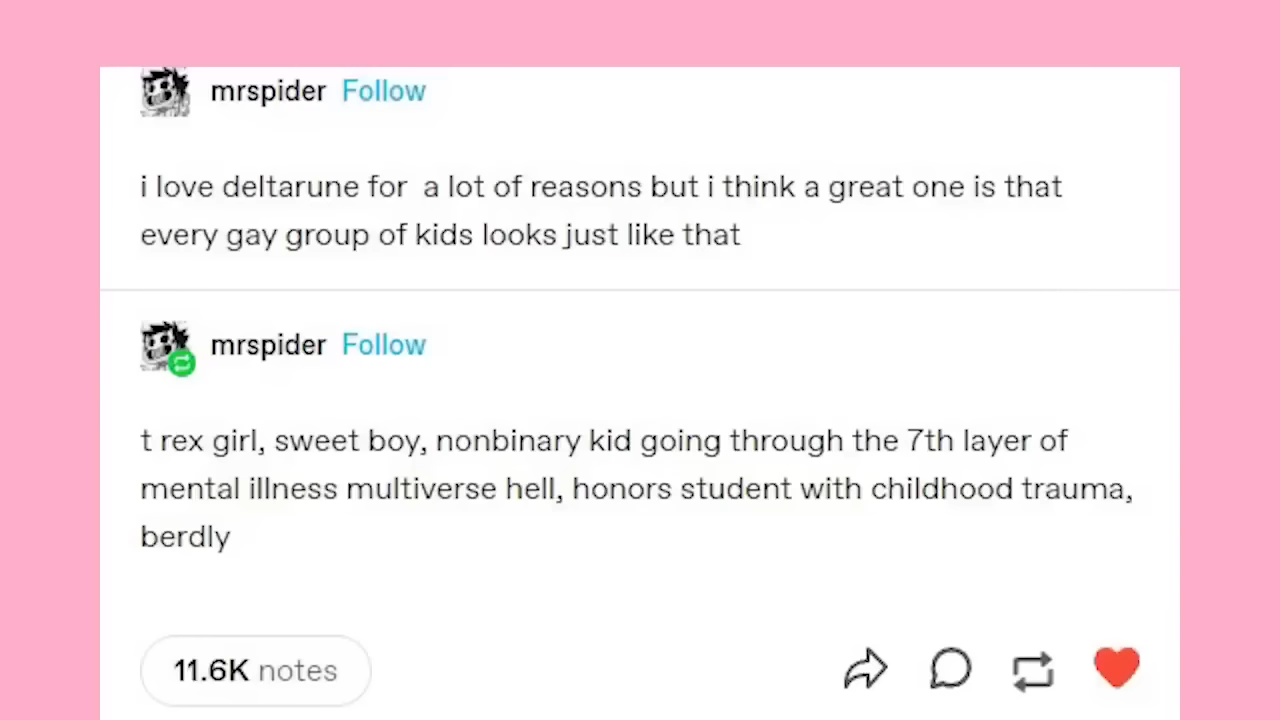 mrspider Follow
i love deltarune for a lot of reasons but i think a great one is that
every gay group of kids looks just like that
mrspider Follow
t rex girl, sweet boy, nonbinary kid going through the 7th layer of
mental illness multiverse hell, honors student with childhood trauma,
berdly
11.6K notes